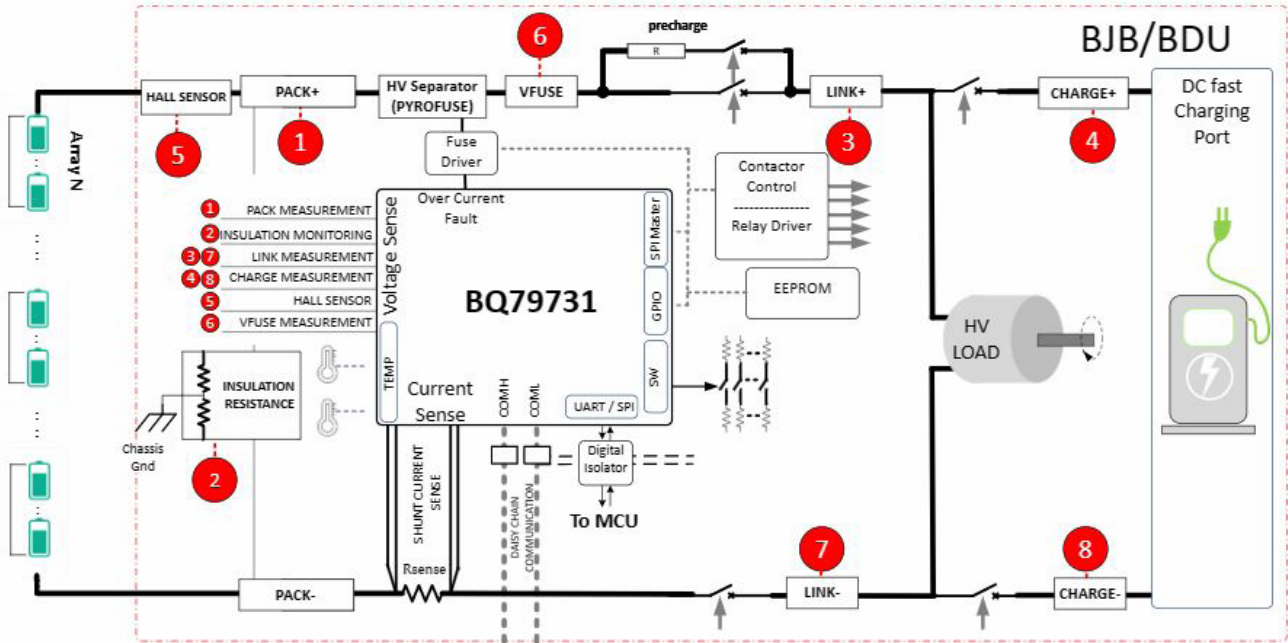 BJB/BDU
precharge
6
R
HALL SENSOR
PACK+
HV Separator
(PYROFUSE)
VFUSE
LINK+
CHARGE+
DC fast
Charging
Port
5
1
3
4
Array N
Fuse
Driver
Contactor
Control
Relay Driver
Over Current
Fault
1 PACK MEASUREMENT
2 INSULATION MONITORING
3 7 LINK MEASUREMENT
4 8 CHARGE MEASUREMENT
5 HALL SENSOR
6 VFUSE MEASUREMENT
Voltage Sense
SPI Master
BQ79731
GPIO
EEPROM
HV
LOAD
TEMP
Current
Sense
COMH
COML
SW
UART / SPI
INSULATION
RESISTANCE
Chassis
Gnd
2
Digital
Isolator
To MCU
SHUNT CURRENT
SENSE
DAISY CHAIN
COMMUNICATION
Rsense
7
8
PACK-
LINK-
CHARGE-